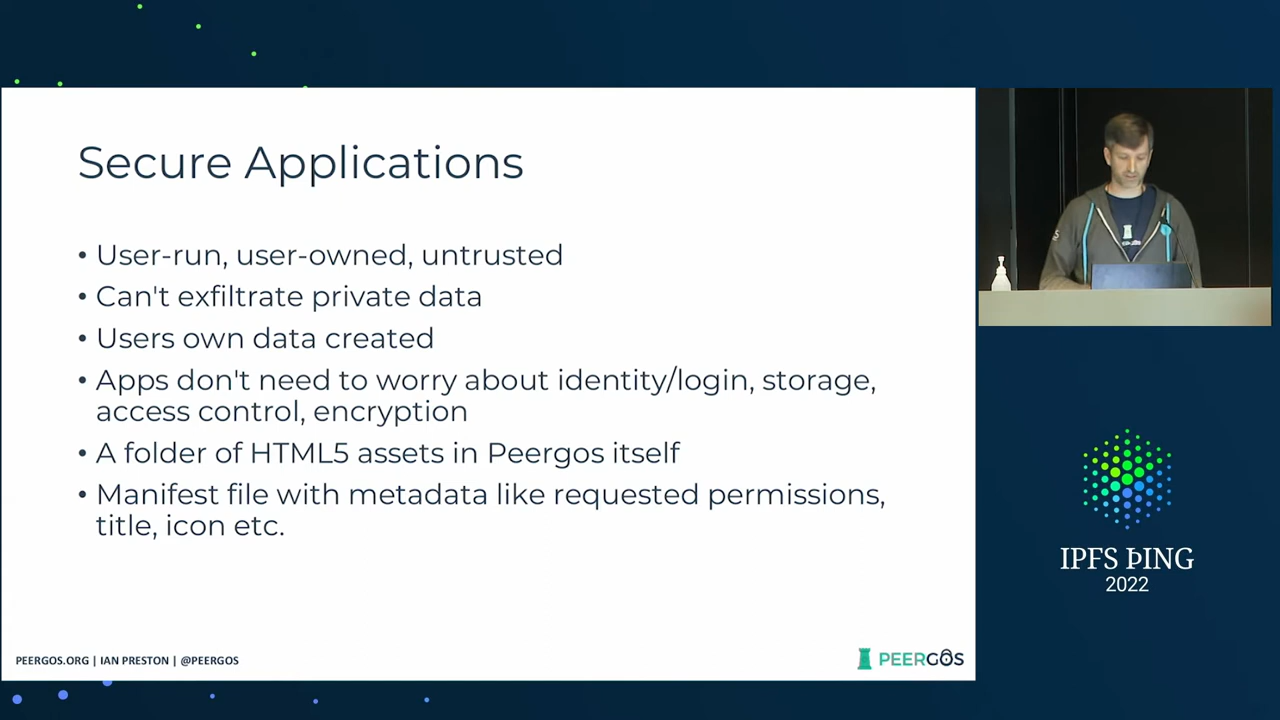 Secure Applications
• User-run, user-owned, untrusted
• Can't exfiltrate private data
• Users own data created
• Apps don't need to worry about identity/login, storage,
access control, encryption
• A folder of HTML5 assets in Peergos itself
• Manifest file with metadata like requested permissions,
title, icon etc.
PEERGOS.ORG | IAN PRESTON | @PEERGOS
PEERGOS
IPFS ÞING
2022